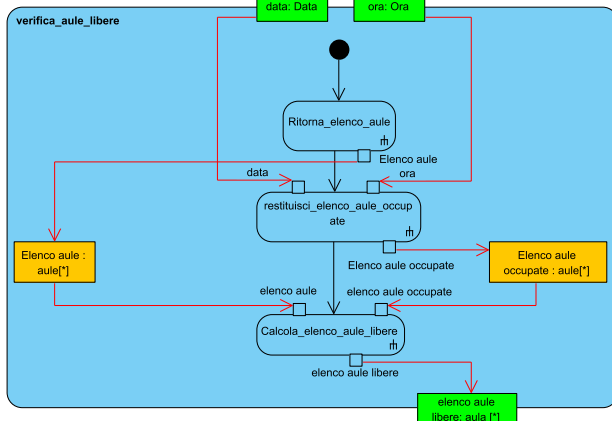 data: Data
ora: Ora
verifica_aule_libere
Ritorna_elenco_aule
Elenco aule
data
ora
restituisci_elenco_aule_occup
ate
Elenco aule :
aule[*]
Elenco aule occupate
Elenco aule
occupate : aule[*]
elenco aule
elenco aule occupate
Calcola_elenco_aule_libere
elenco aule libere
elenco aule
libere: aula [*]